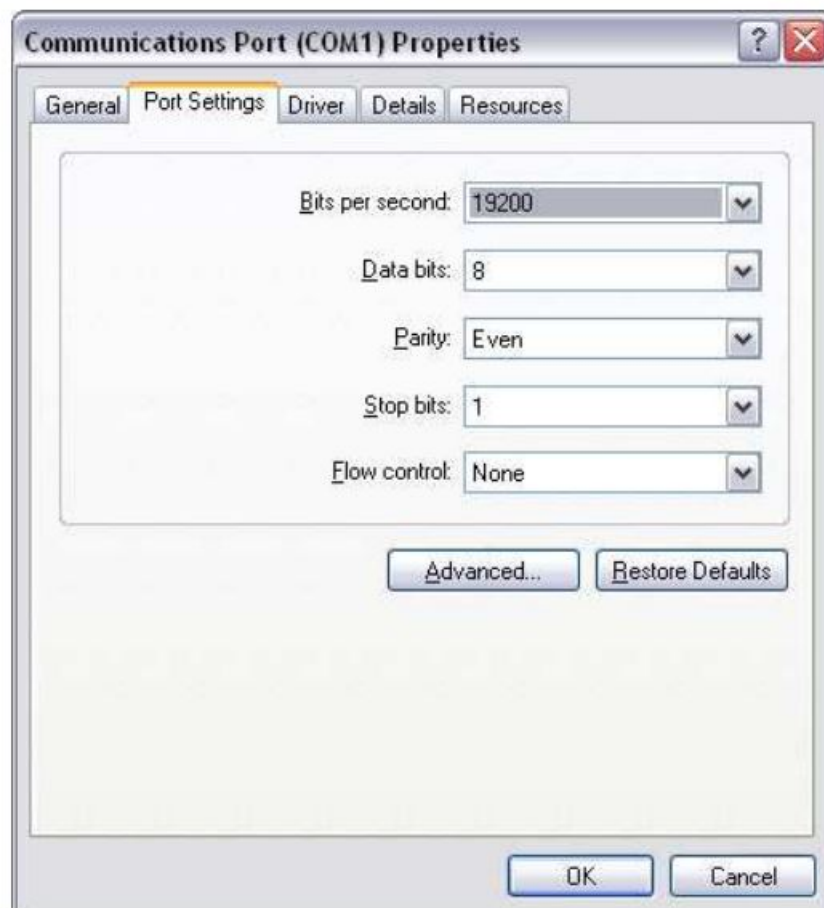 Communications Port (COM1) Properties
General Port Settings Driver Details Resources
Bits per second: 19200
Data bits: 8
Parity: Even
Stop bits: 1
Flow control: None
Advanced... Restore Defaults
OK Cancel